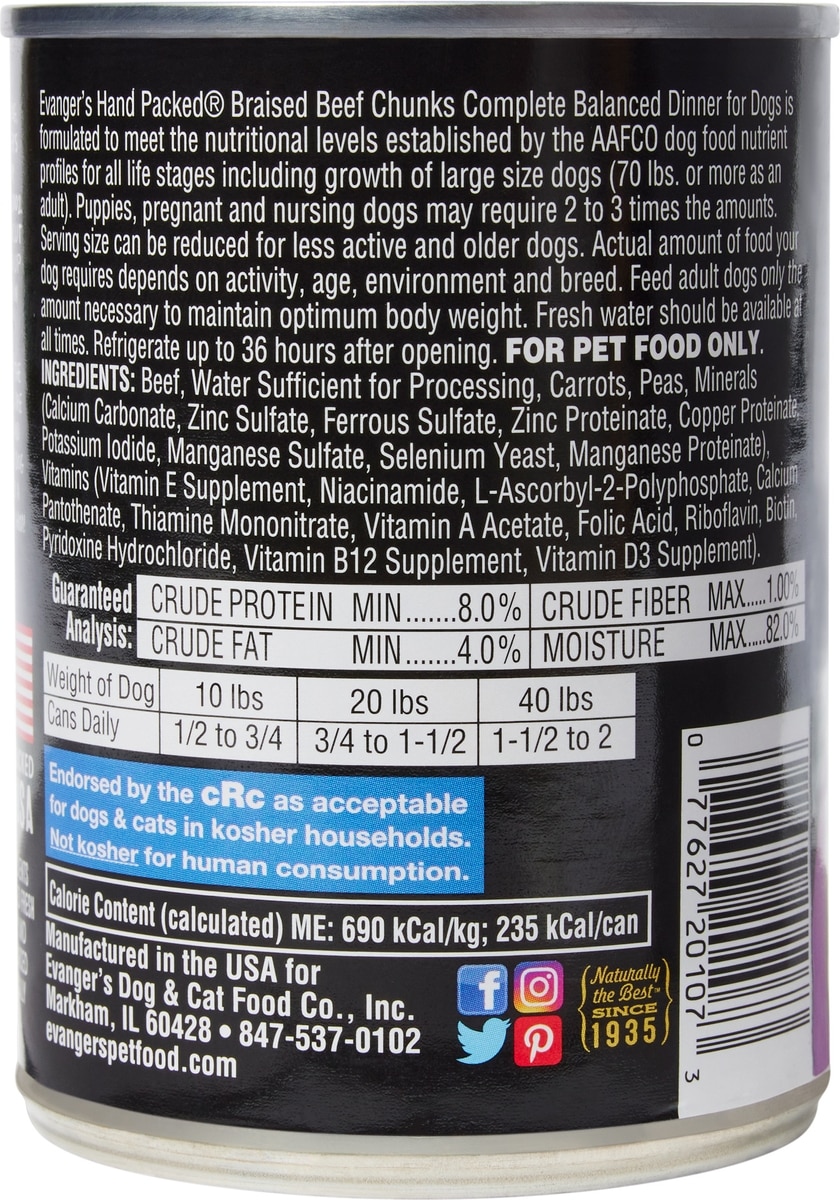 Evanger's Hand Packed® Braised Beef Chunks Complete Balanced Dinner for Dogs is
formulated to meet the nutritional levels established by the AAFCO dog food nutrient
profiles for all life stages including growth of large size dogs (70 lbs. or more as an
adult). Puppies, pregnant and nursing dogs may require 2 to 3 times the amounts.
Serving size can be reduced for less active and older dogs. Actual amount of food your
dog requires depends on activity, age, environment and breed. Feed adult dogs only the
amount necessary to maintain optimum body weight. Fresh water should be available at
all times. Refrigerate up to 36 hours after opening. FOR PET FOOD ONLY.
INGREDIENTS: Beef, Water Sufficient for Processing, Carrots, Peas, Minerals
(Calcium Carbonate, Zinc Sulfate, Ferrous Sulfate, Zinc Proteinate, Copper Proteinate,
Potassium Iodide, Manganese Sulfate, Selenium Yeast, Manganese Proteinate),
Vitamins (Vitamin E Supplement, Niacinamide, L-Ascorbyl-2-Polyphosphate, Calcium
Pantothenate, Thiamine Mononitrate, Vitamin A Acetate, Folic Acid, Riboflavin, Biotin,
Pyridoxine Hydrochloride, Vitamin B12 Supplement, Vitamin D3 Supplement).
Guaranteed Analysis:
CRUDE PROTEIN MIN.......8.0% CRUDE FIBER MAX.....1.00%
CRUDE FAT MIN.......4.0% MOISTURE MAX...82.0%
Weight of Dog 10 lbs 20 lbs 40 lbs
Cans Daily 1/2 to 3/4 3/4 to 1-1/2 1-1/2 to 2
Endorsed by the cRc as acceptable
for dogs & cats in kosher households.
Not kosher for human consumption.
Calorie Content (calculated) ME: 690 kCal/kg; 235 kCal/can
Manufactured in the USA for
Evanger's Dog & Cat Food Co., Inc.
Markham, IL 60428 • 847-537-0102
evangerspetfood.com
Naturally
the Best™
SINCE
1935
0 77627 20107 3